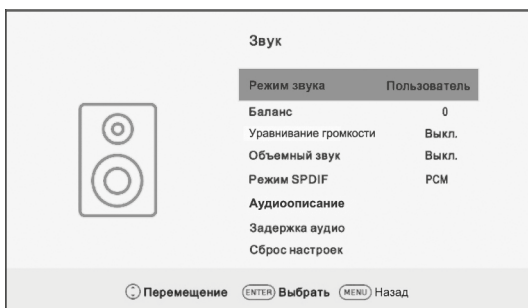 Звук
Режим звука Пользователь
Баланс 0
Уравнивание громкости Выкл.
Объемный звук Выкл.
Режим SPDIF PCM
Аудиоописание
Задержка аудио
Сброс настроек
Перемещение ENTER Выбрать MENU Назад